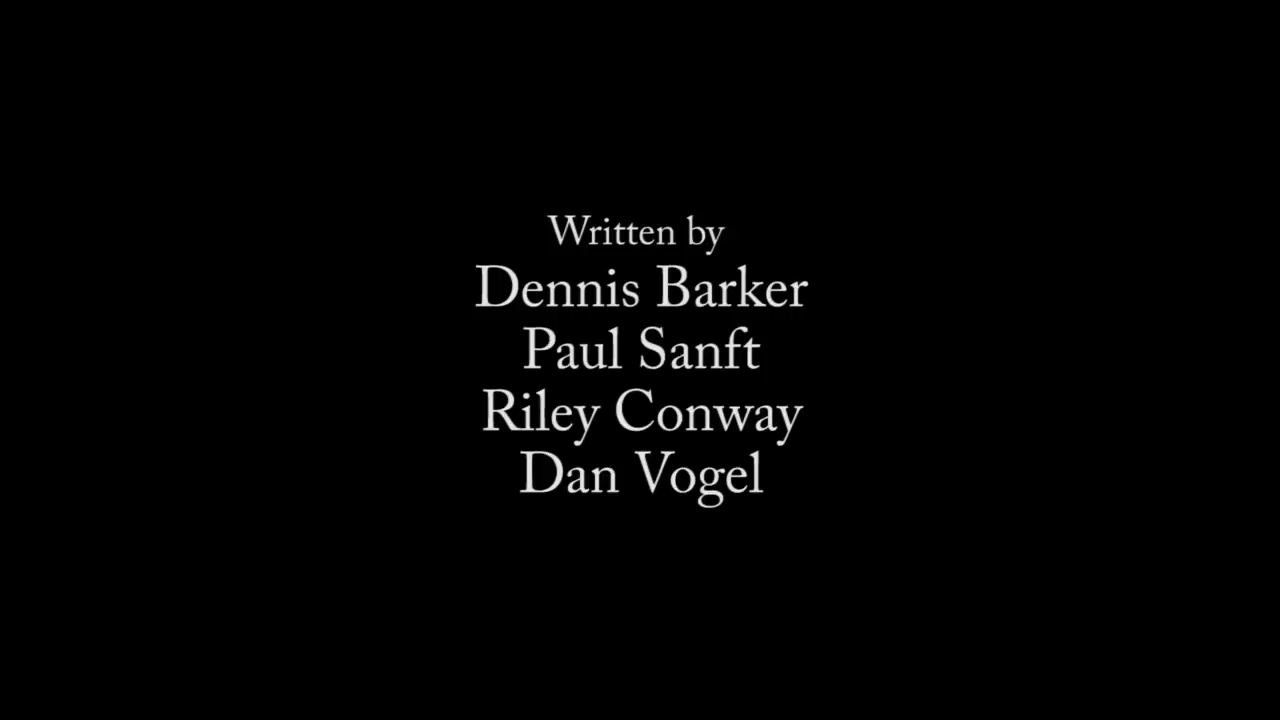 Written by
Dennis Barker
Paul Sanft
Riley Conway
Dan Vogel